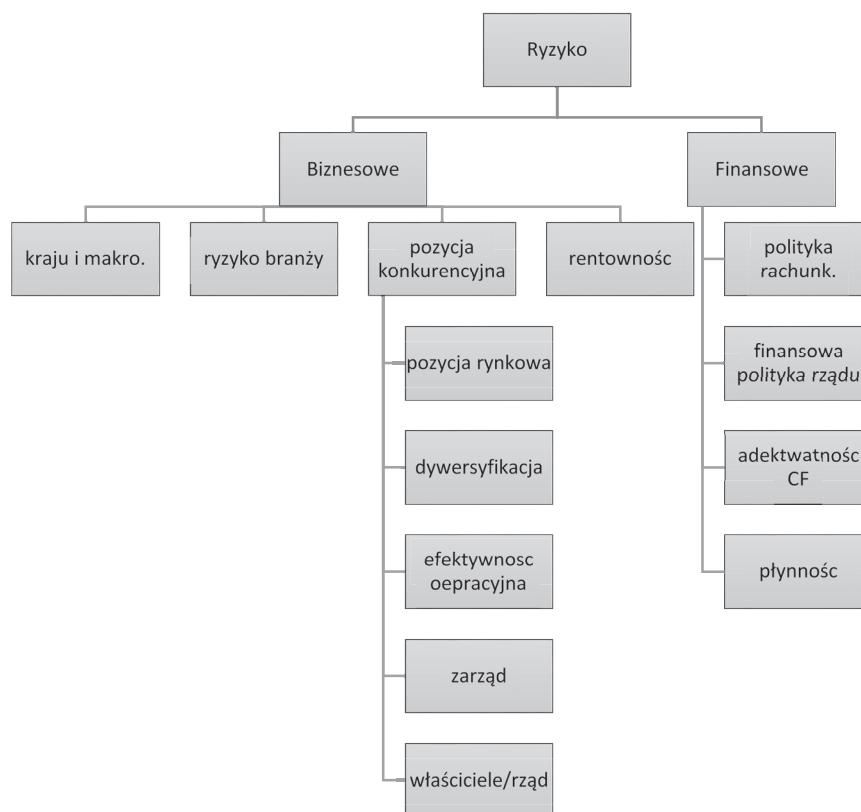 Ryzyko
Biznesowe
Finansowe
kraju i makro.
ryzyko branży
pozycja
konkurencyjna
rentownośc
pozycja rynkowa
dywersyfikacja
efektywnosc
oepracyjna
zarząd
właściciele/rząd
polityka
rachunk.
finansowa
polityka rządu
adektwatnośc
CF
płynnośc